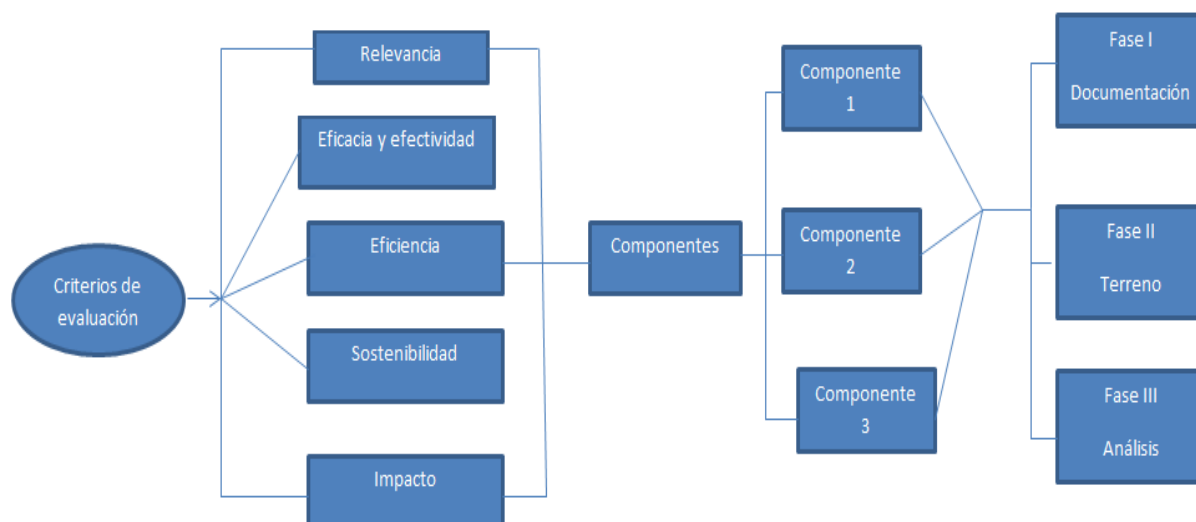 Criterios de
evaluación
Relevancia
Eficacia y efectividad
Eficiencia
Sostenibilidad
Impacto
Componentes
Componente
1
Componente
2
Componente
3
Fase I
Documentación
Fase II
Terreno
Fase III
Análisis